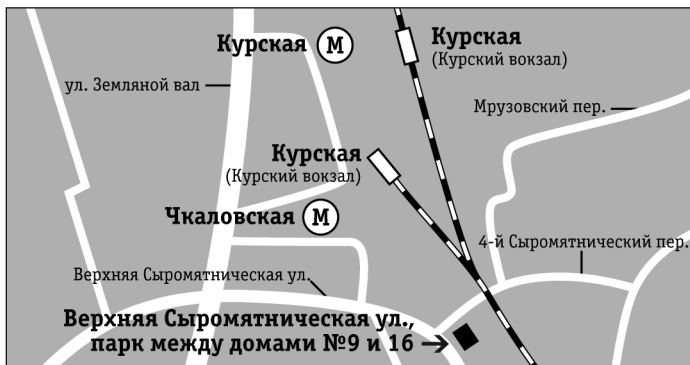 Курская М
Курская
(Курский вокзал)
ул. Земляной вал
Мрузовский пер.
Курская
(Курский вокзал)
Чкаловская М
4-й Сыромятнический пер.
Верхняя Сыромятническая ул.
Верхняя Сыромятническая ул.,
парк между домами №9 и 16